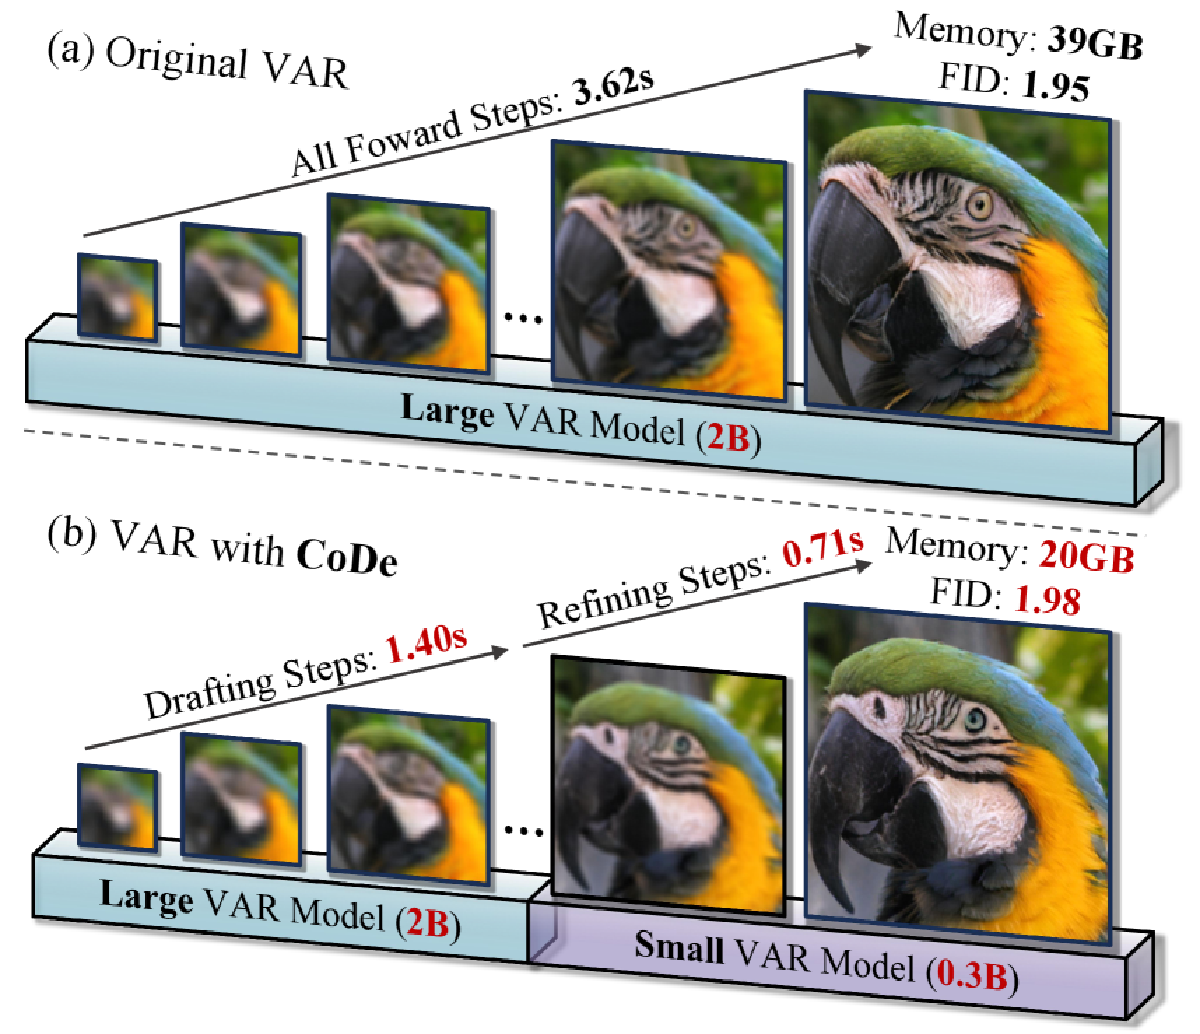 (a) Original VAR
All Foward Steps: 3.62s
Memory: 39GB
FID: 1.95
...
Large VAR Model (2B)
(b) VAR with CoDe
Drafting Steps: 1.40s
Refining Steps: 0.71s
Memory: 20GB
FID: 1.98
...
Large VAR Model (2B)
Small VAR Model (0.3B)